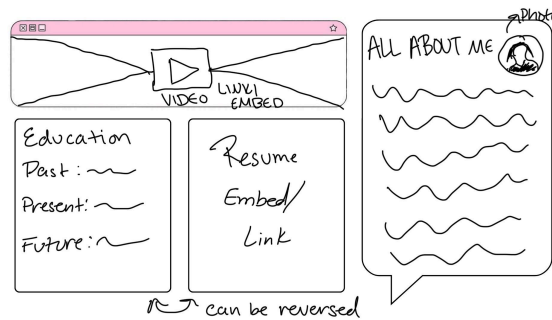 VIDEO
LINK/
EMBED
Education
Past:
Present:
Future:
Resume
Embed/
Link
can be reversed
ALL ABOUT ME
Photo